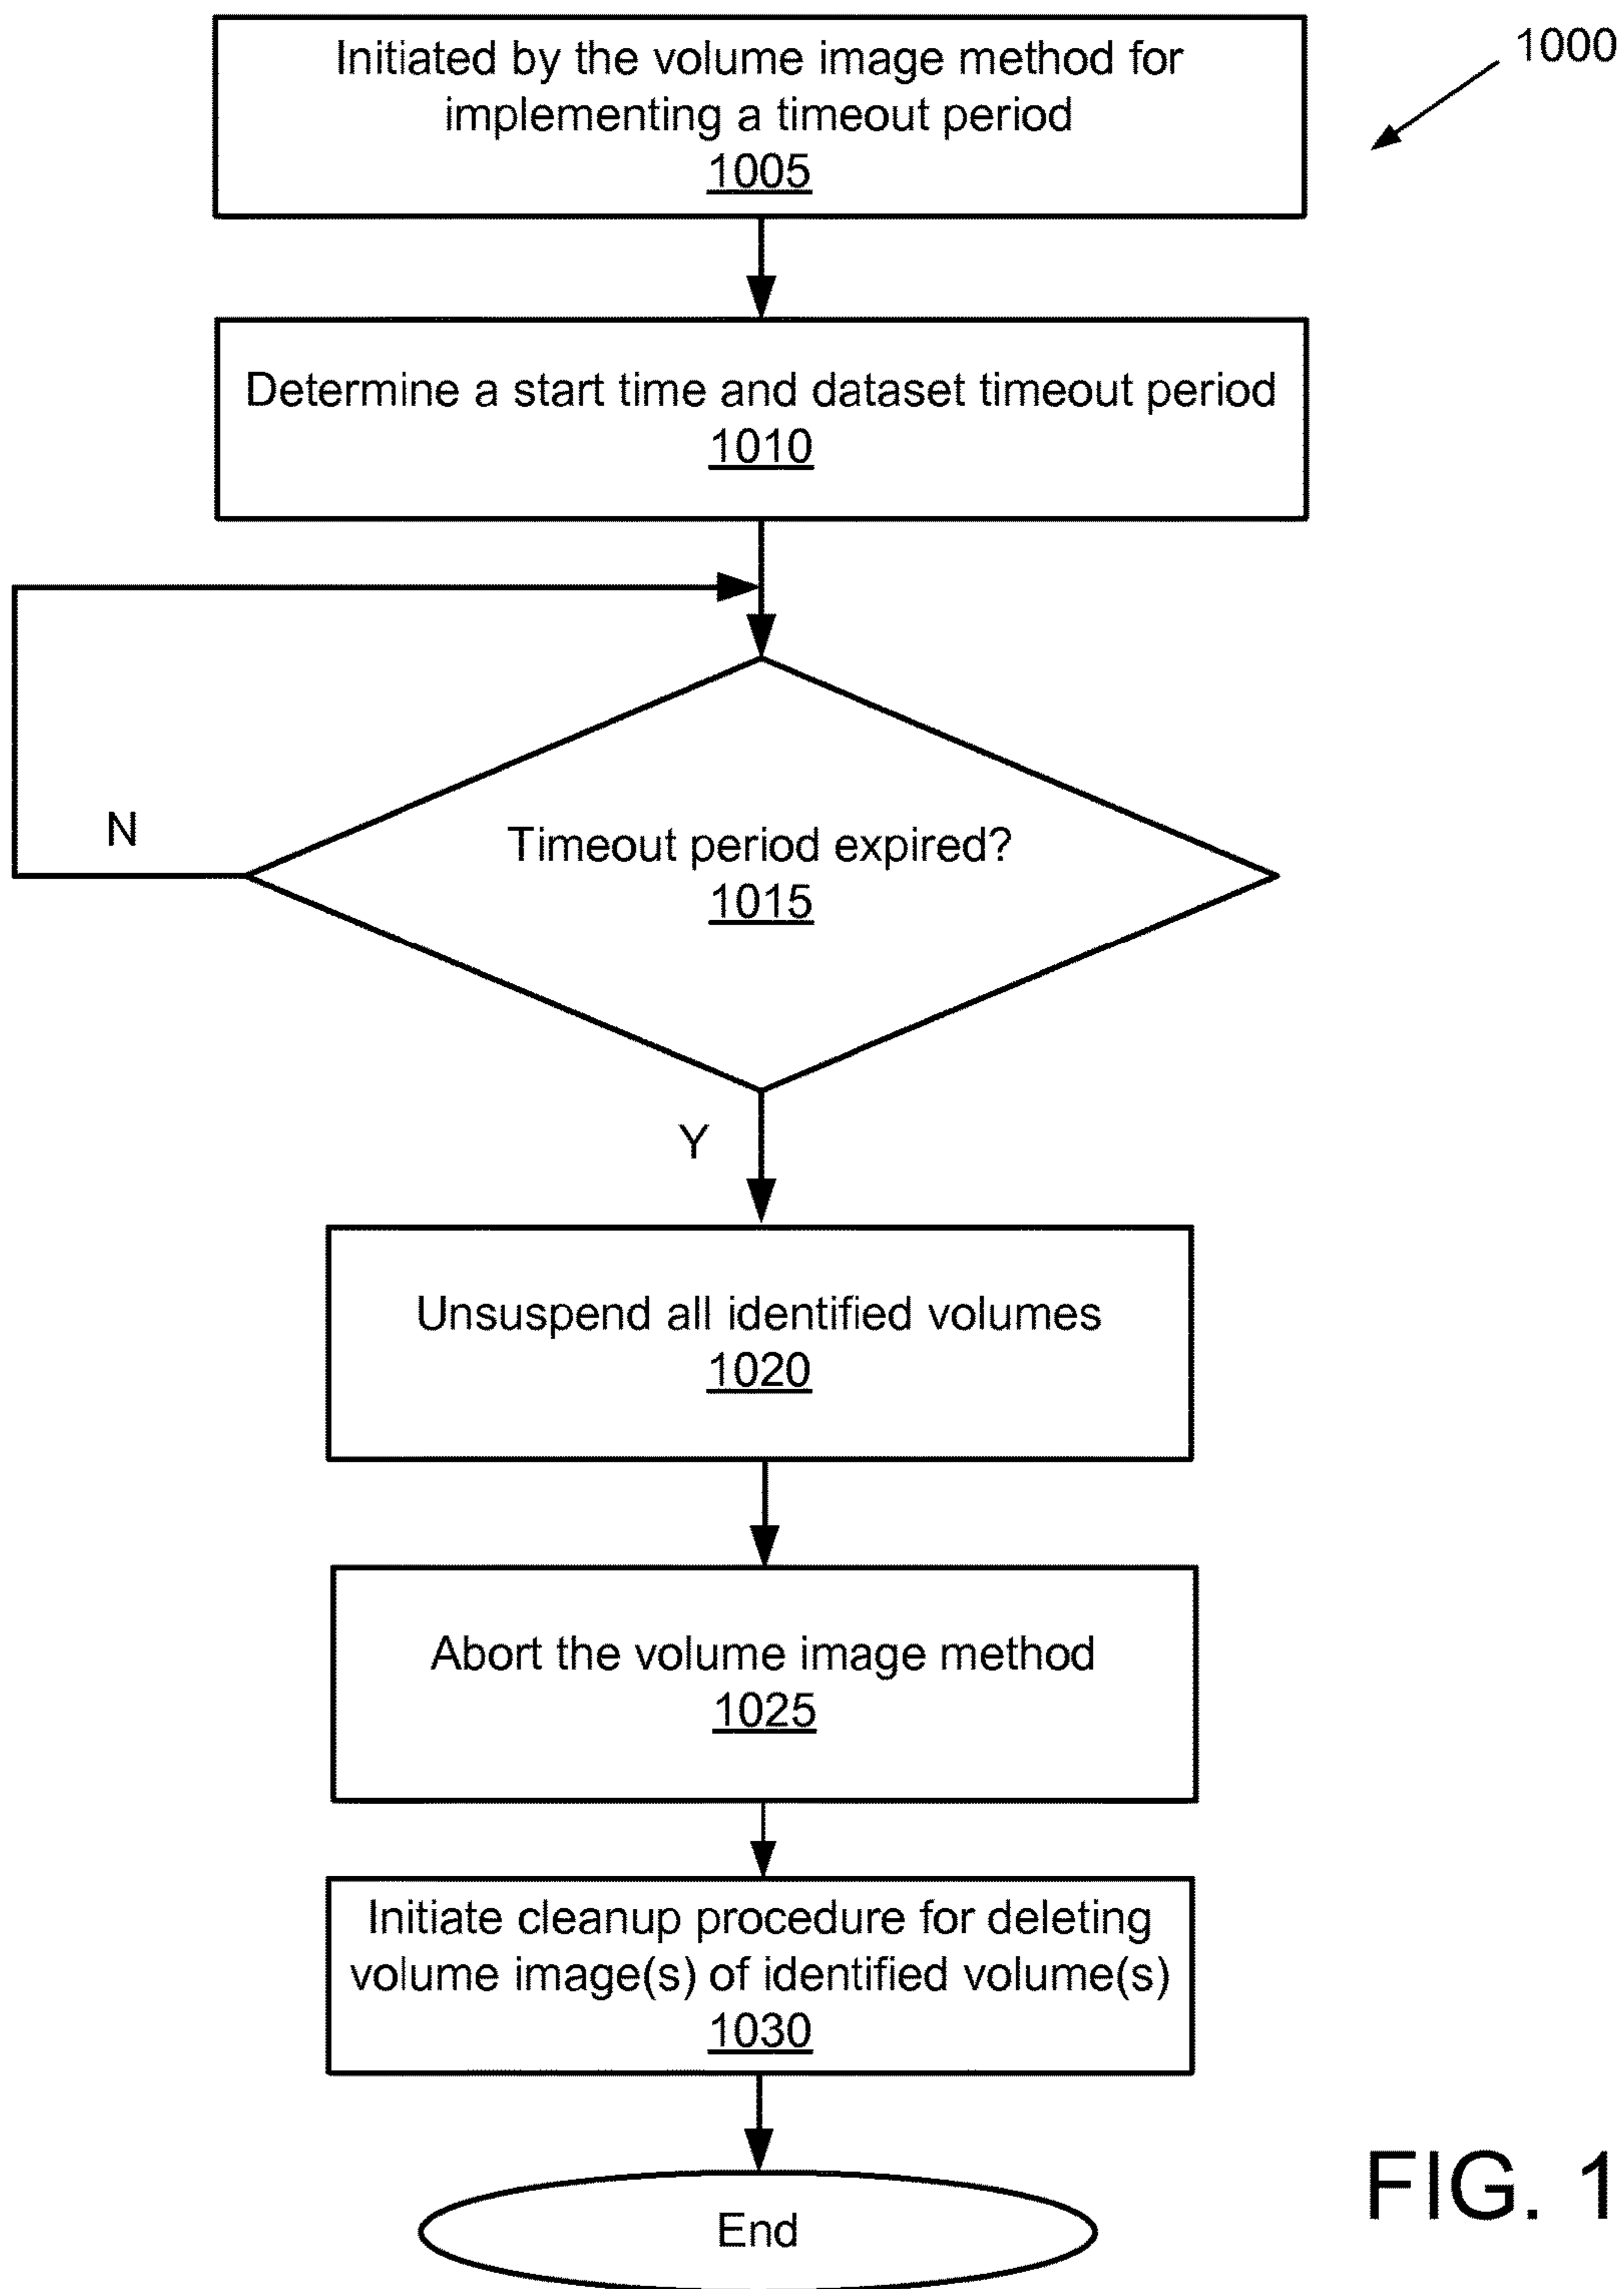 Initiated by the volume image method for
implementing a timeout period
1005
1000
Determine a start time and dataset timeout period
1010
N
Timeout period expired?
1015
Y
Unsuspend all identified volumes
1020
Abort the volume image method
1025
Initiate cleanup procedure for deleting
volume image(s) of identified volume(s)
1030
End
FIG. 1